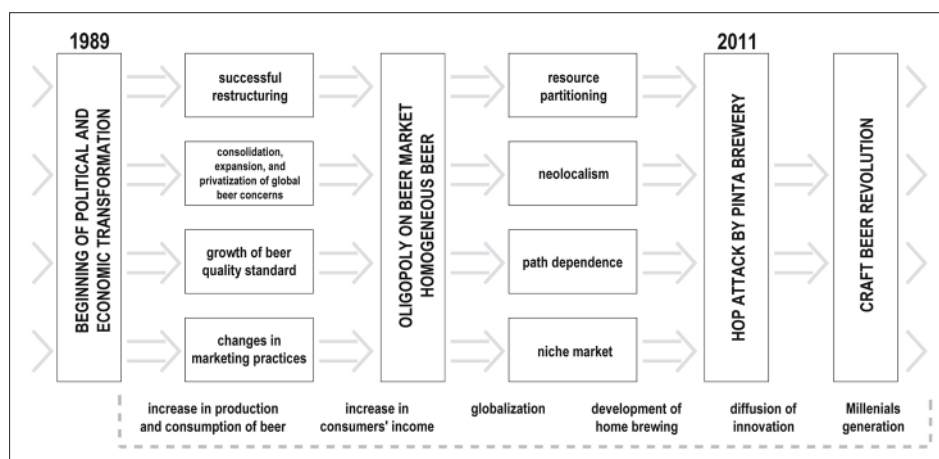 1989
2011
BEGINNING OF POLITICAL AND
ECONOMIC TRANSFORMATION
successful
restructuring
consolidation,
expansion, and
privatization of global
beer concerns
growth of beer
quality standard
changes in
marketing practices
OLIGOPOLY ON BEER MARKET
HOMOGENEOUS BEER
resource
partitioning
neolocalism
path dependence
niche market
HOP ATTACK BY PINTA BREWERY
CRAFT BEER REVOLUTION
increase in production
and consumption of beer
increase in
consumers' income
globalization
development of
home brewing
diffusion of
innovation
Millenials
generation